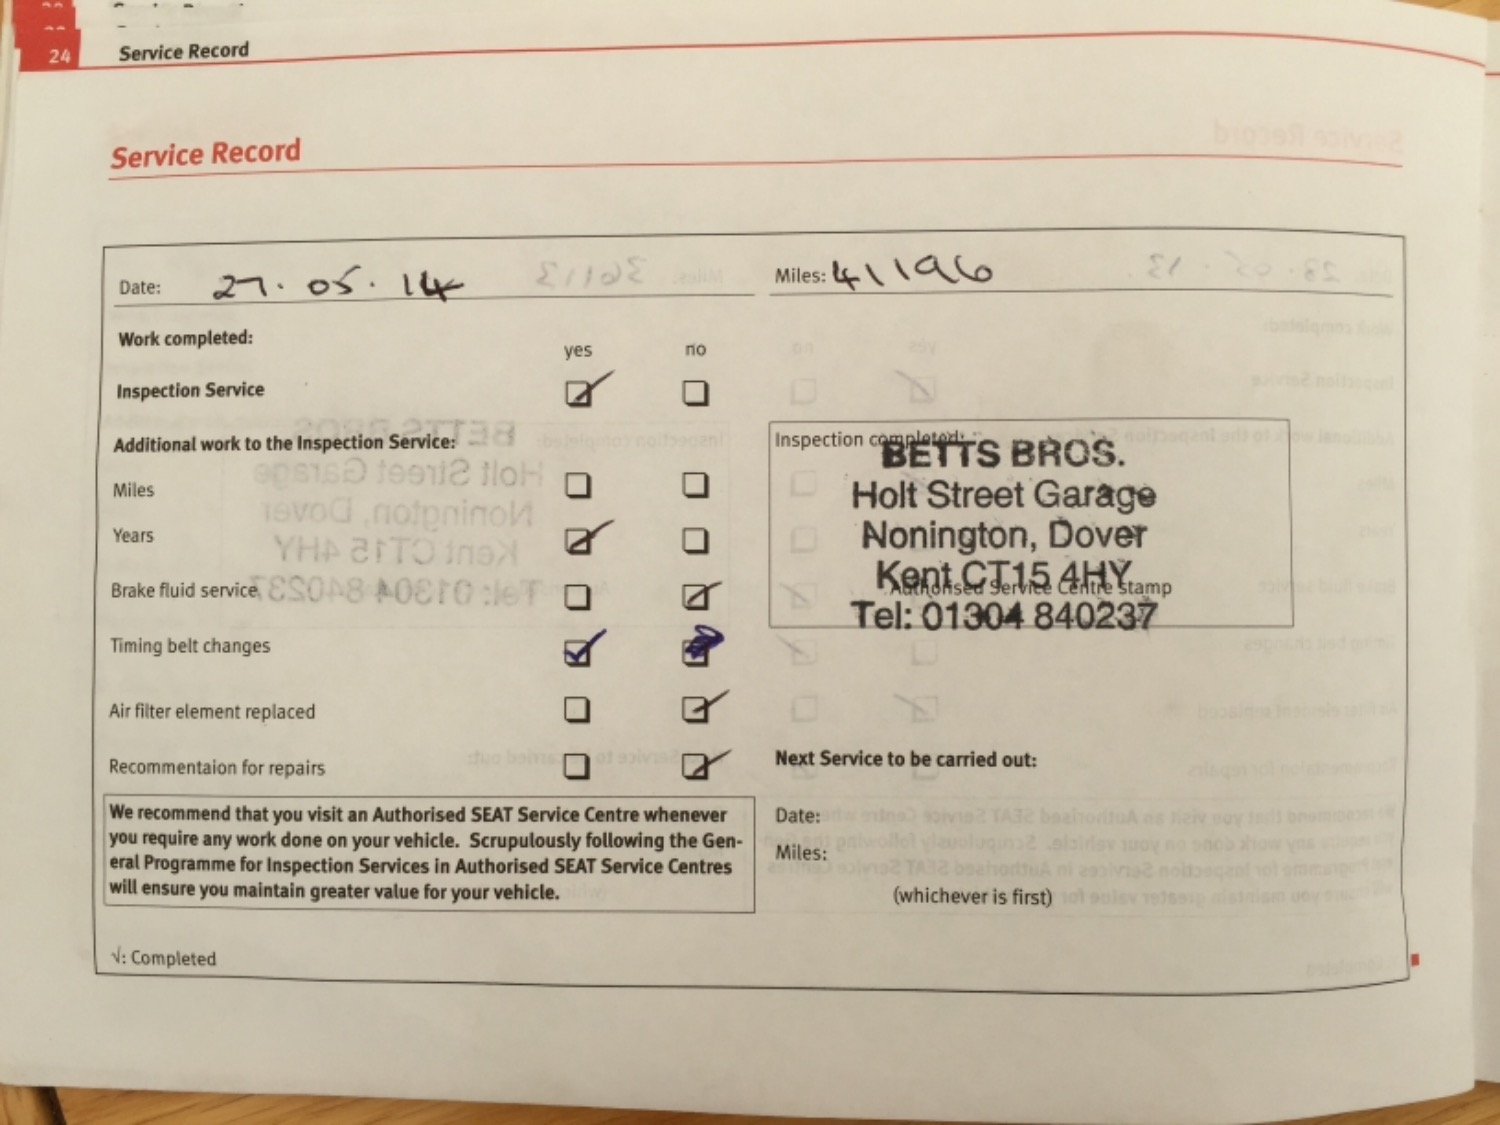 24 Service Record
Service Record
Date: 27.05.14
Miles: 41196
Work completed:
yes no
Inspection Service
Additional work to the Inspection Service:
Miles
Years
Brake fluid service
Timing belt changes
Air filter element replaced
Recommentaion for repairs
We recommend that you visit an Authorised SEAT Service Centre whenever
you require any work done on your vehicle. Scrupulously following the Gen-
eral Programme for Inspection Services in Authorised SEAT Service Centres
will ensure you maintain greater value for your vehicle.
√: Completed
Inspection completed:
BETTS BROS.
Holt Street Garage
Nonington, Dover
Kent CT15 4HY
Authorised Service Centre Stamp
Tel: 01304 840237
Next Service to be carried out:
Date:
Miles:
(whichever is first)